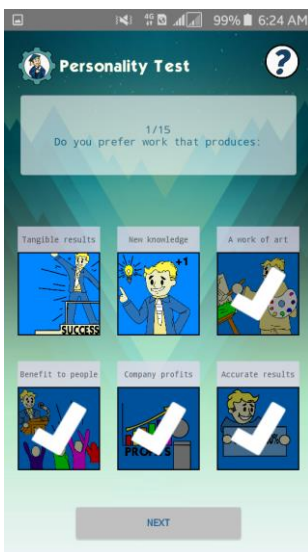 4G 99% 6:24 AM
Personality Test
?
1/15
Do you prefer work that produces:
Tangible results
New knowledge
A work of art
+1
SUCCESS
Benefit to people
Company profits
Accurate results
PROFITS
NEXT